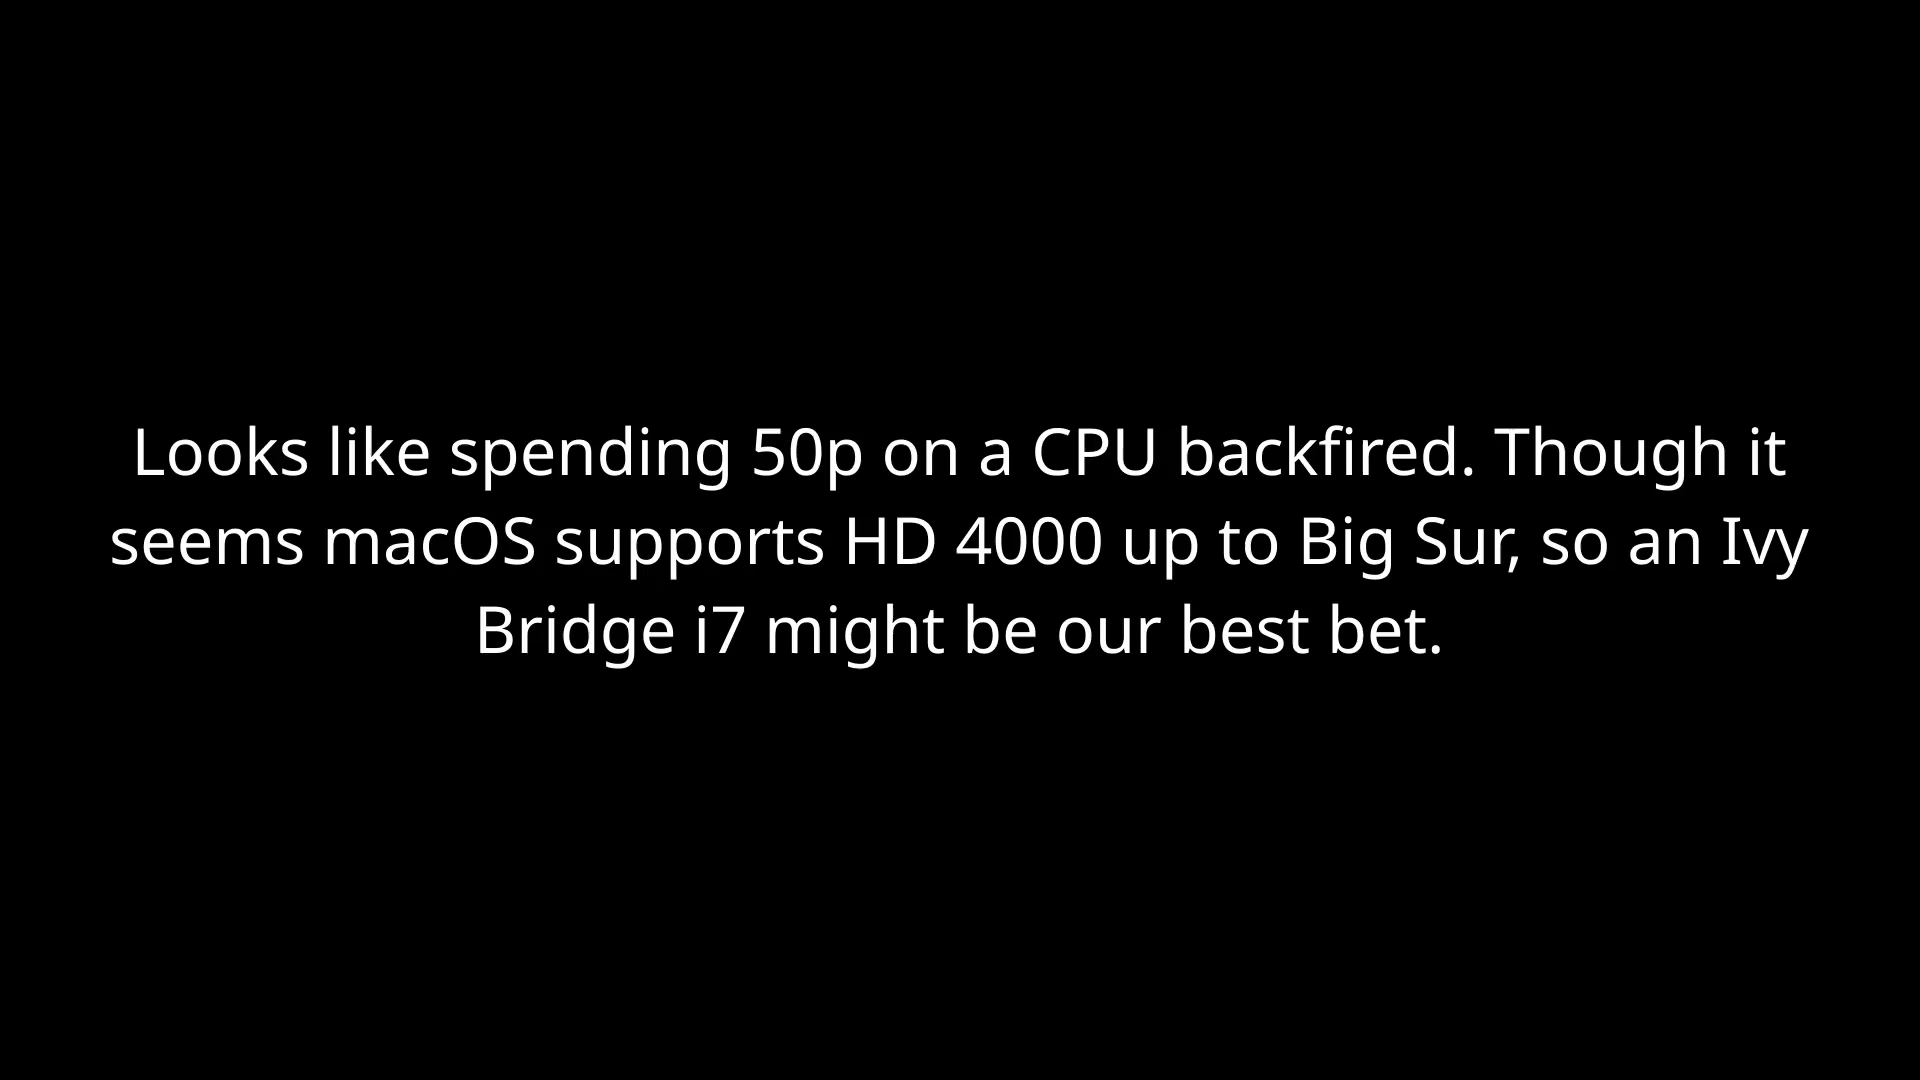 Looks like spending 50p on a CPU backfired. Though it
seems macOS supports HD 4000 up to Big Sur, so an Ivy
Bridge i7 might be our best bet.